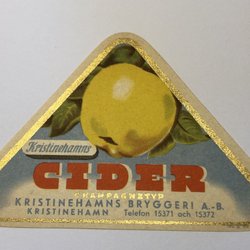 Kristinehamns
CIDER
CHAMPAGNETYP
KRISTINEHAMNS BRYGGERI A.-B.
KRISTINEHAMN Telefon 15371 och 15372